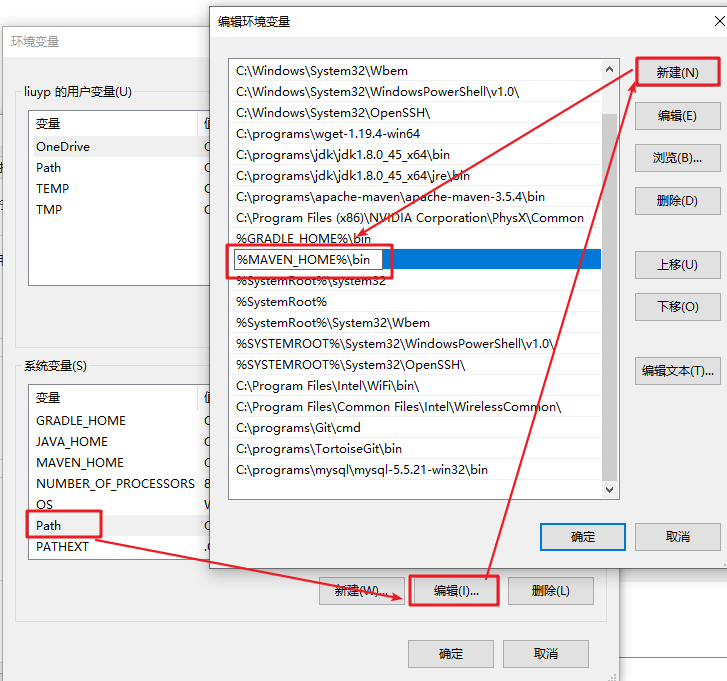 编辑环境变量
环境变量
liuyp 的用户变量(U)
变量
OneDrive
Path
TEMP
TMP
C:\Windows\System32\Wbem
C:\Windows\System32\WindowsPowerShell\v1.0\
C:\Windows\System32\OpenSSH\
C:\programs\wget-1.19.4-win64
C:\programs\jdk\jdk1.8.0_45_x64\bin
C:\programs\jdk\jdk1.8.0_45_x64\jre\bin
C:\programs\apache-maven\apache-maven-3.5.4\bin
C:\Program Files (x86)\NVIDIA Corporation\PhysX\Common
%GRADLE_HOME%\bin
%MAVEN_HOME%\bin
%SystemRoot%\system32
%SystemRoot%
%SystemRoot%\System32\Wbem
%SYSTEMROOT%\System32\WindowsPowerShell\v1.0\
%SYSTEMROOT%\System32\OpenSSH\
C:\Program Files\Intel\WiFi\bin\
C:\Program Files\Common Files\Intel\WirelessCommon\
C:\programs\Git\cmd
C:\programs\TortoiseGit\bin
C:\programs\mysql\mysql-5.5.21-win32\bin
新建(N)
编辑(E)
浏览(B)...
删除(D)
上移(U)
下移(O)
编辑文本(T)...
确定
取消
系统变量(S)
变量
GRADLE_HOME
JAVA_HOME
MAVEN_HOME
NUMBER_OF_PROCESSORS
OS
Path
PATHEXT
新建(W)...
编辑(I)...
删除(L)
确定
取消